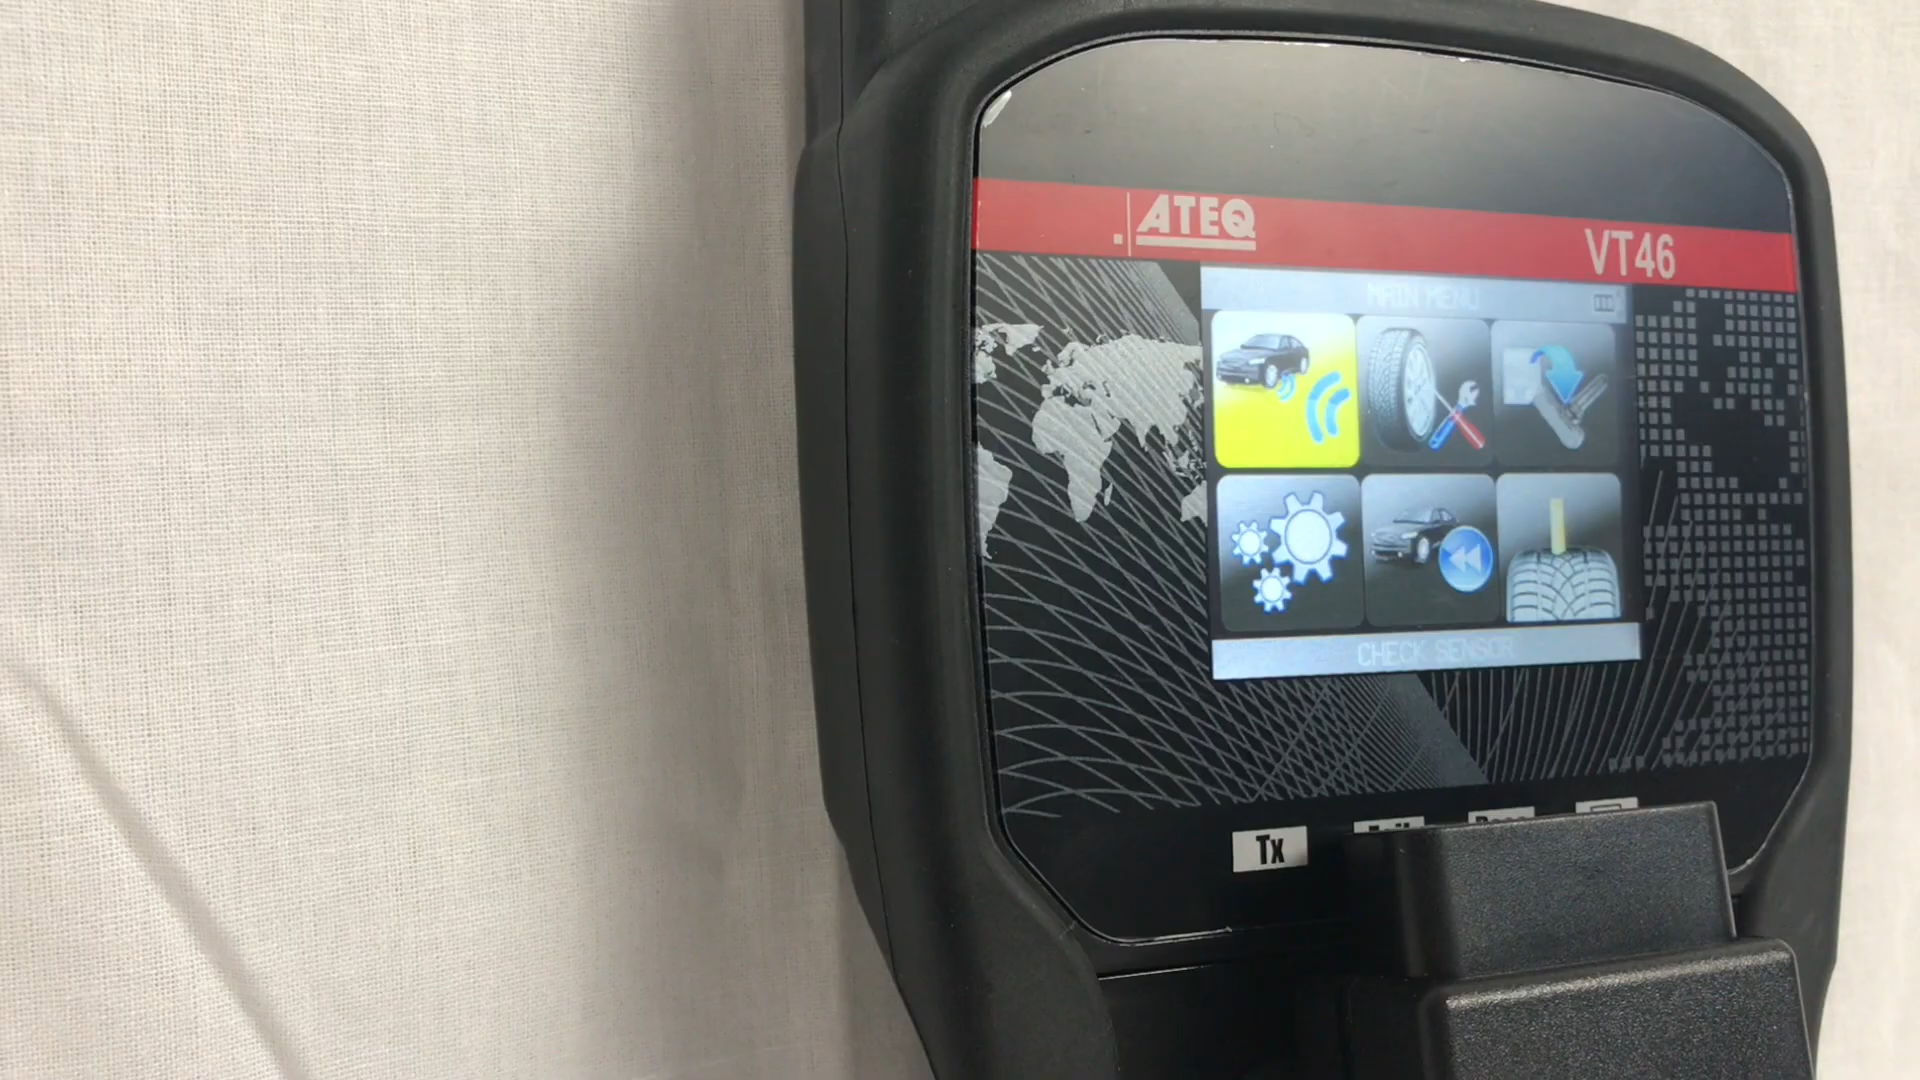 ATEQ
VT46
MAIN MENU
CHECK SENSOR
Tx